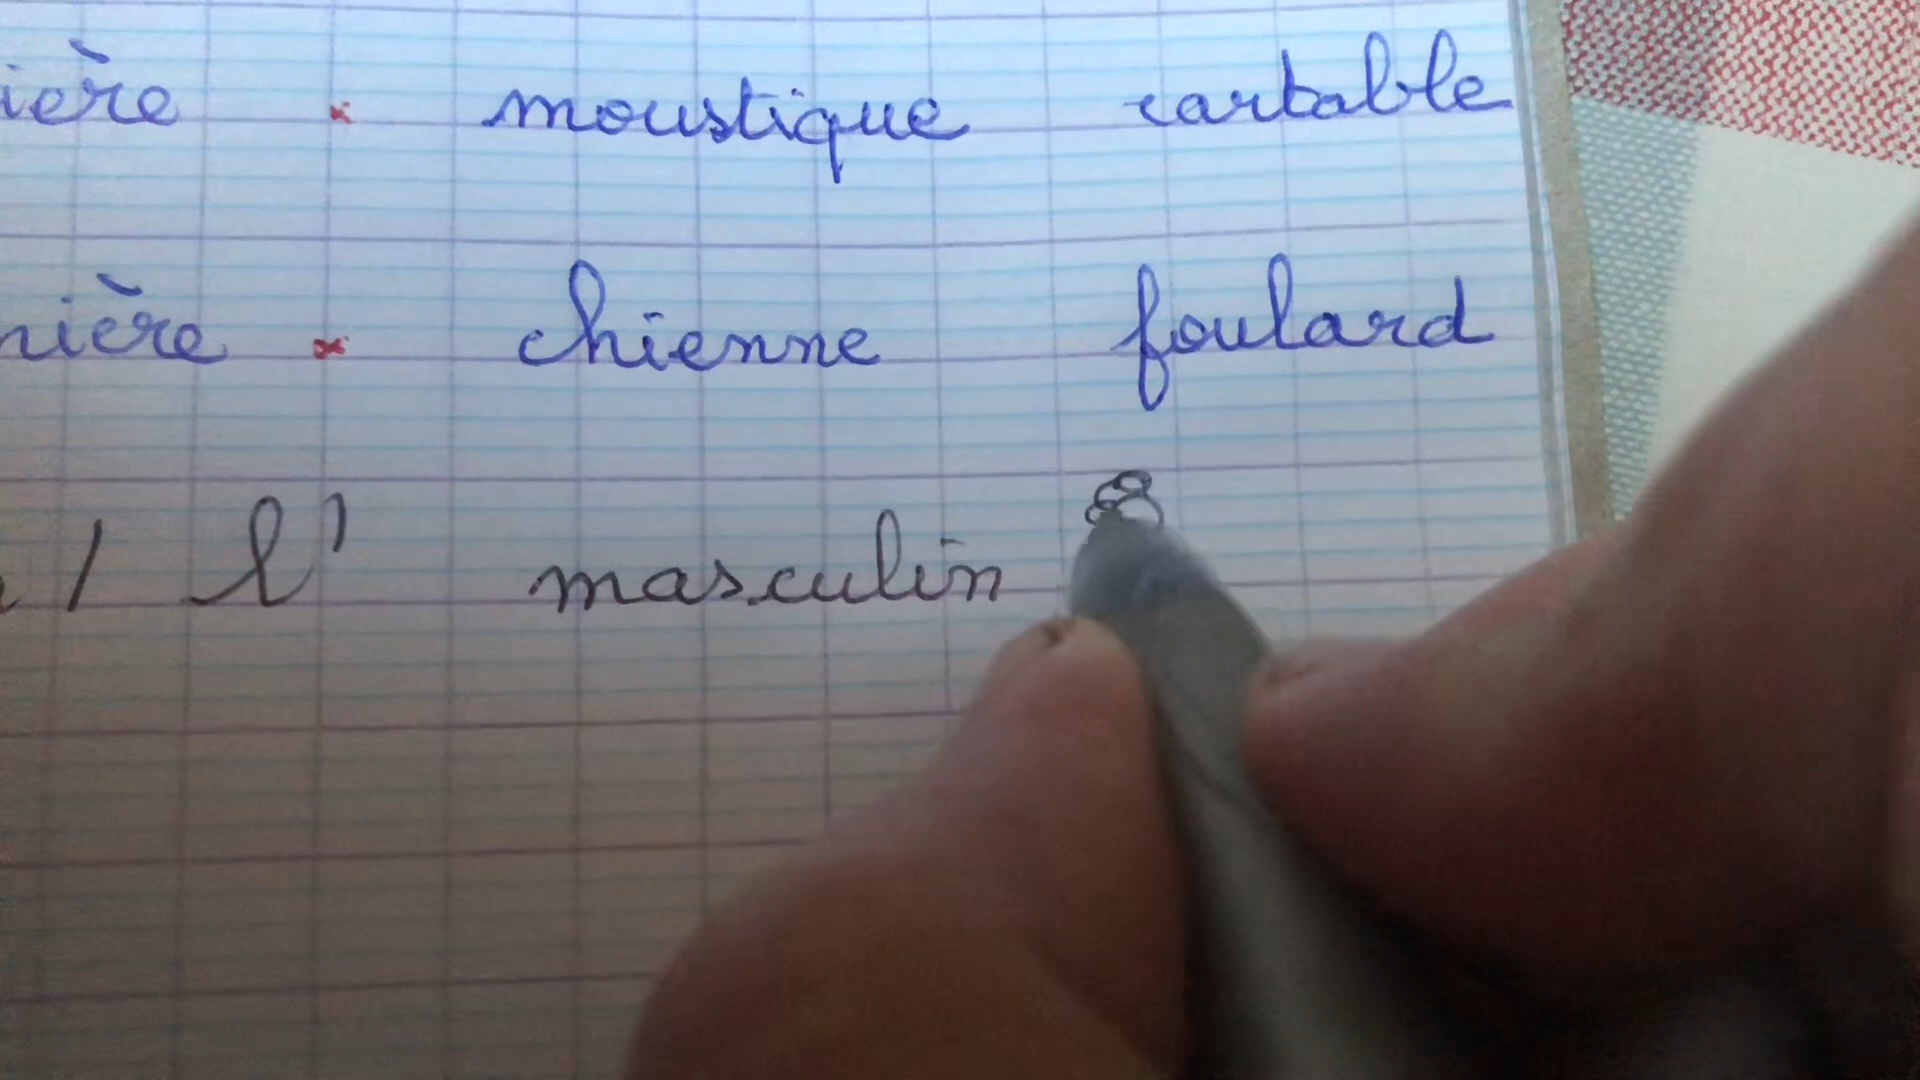 ière × moustique cartable
nière × chienne foulard
/ l' masculin